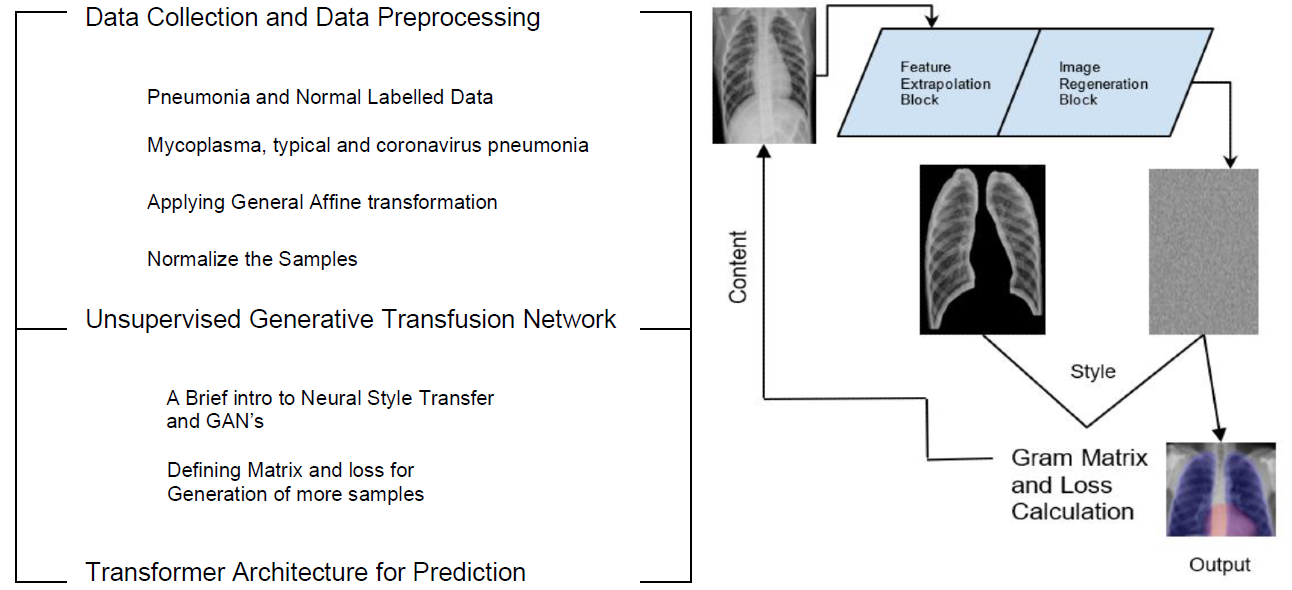 Data Collection and Data Preprocessing
Pneumonia and Normal Labelled Data
Mycoplasma, typical and coronavirus pneumonia
Applying General Affine transformation
Normalize the Samples
Unsupervised Generative Transfusion Network
A Brief intro to Neural Style Transfer
and GAN's
Defining Matrix and loss for
Generation of more samples
Transformer Architecture for Prediction
Feature
Extrapolation
Block
Image
Regeneration
Block
Content
Style
Gram Matrix
and Loss
Calculation
Output